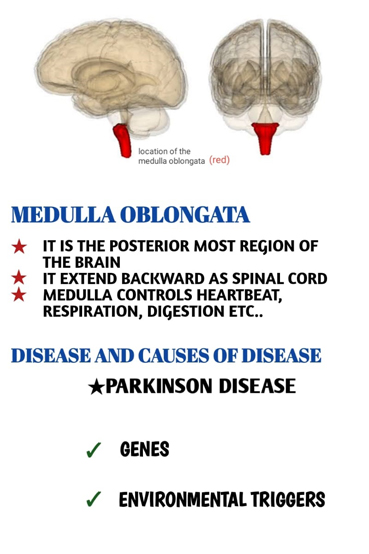 location of the
medulla oblongata (red)
MEDULLA OBLONGATA
★ IT IS THE POSTERIOR MOST REGION OF
THE BRAIN
★ IT EXTEND BACKWARD AS SPINAL CORD
★ MEDULLA CONTROLS HEARTBEAT,
RESPIRATION, DIGESTION ETC..
DISEASE AND CAUSES OF DISEASE
★PARKINSON DISEASE
✓ GENES
✓ ENVIRONMENTAL TRIGGERS